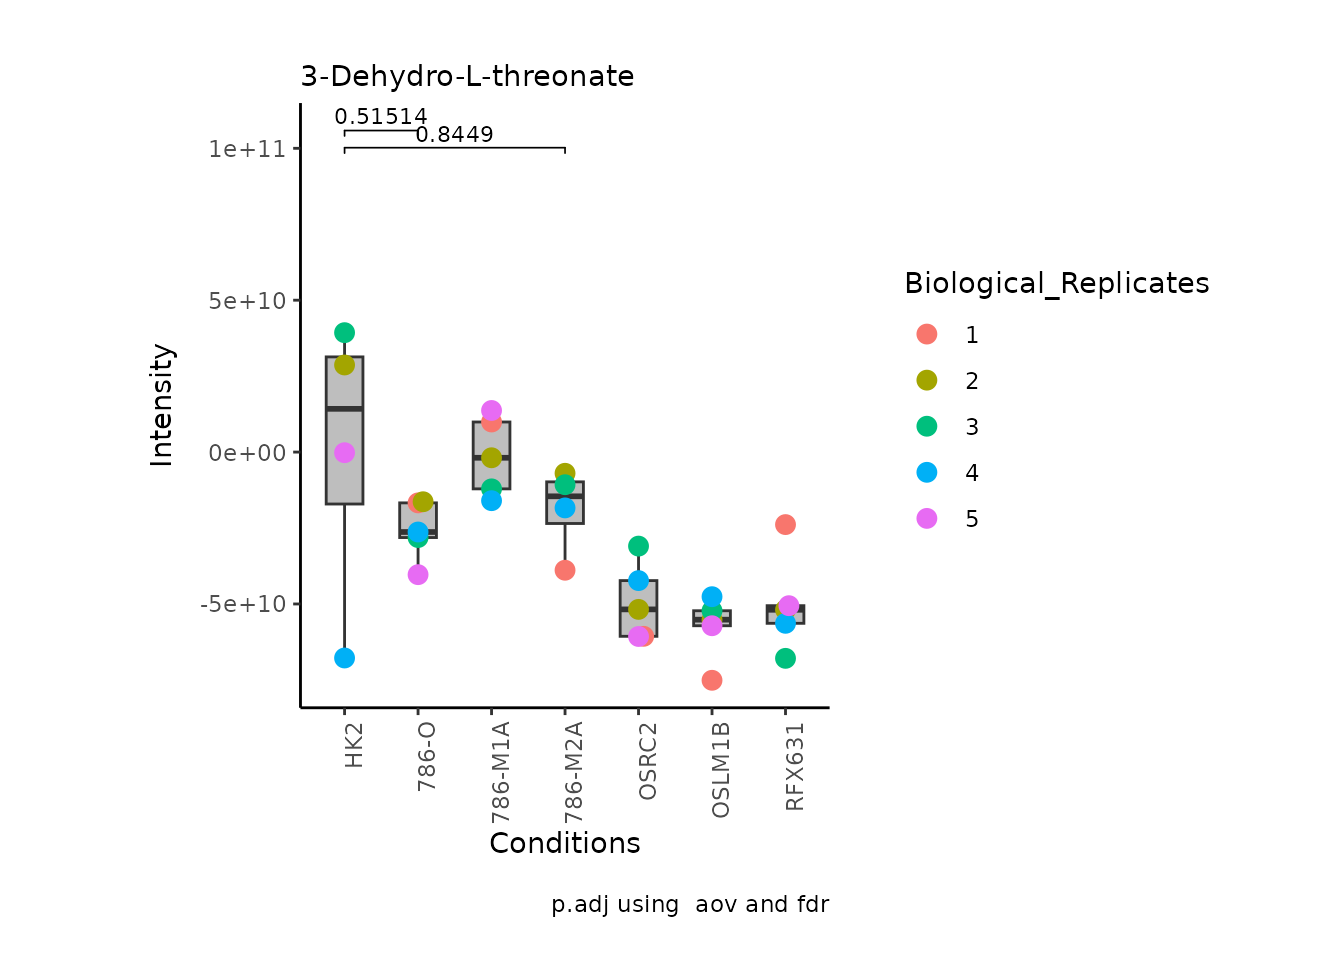 3-Dehydro-L-threonate
0.51514
0.8449
1e+11
5e+10
0e+00
-5e+10
Intensity
HK2
786-O
786-M1A
786-M2A
OSRC2
OSLM1B
RFX631
Conditions
p.adj using  aov and fdr
Biological_Replicates
1
2
3
4
5